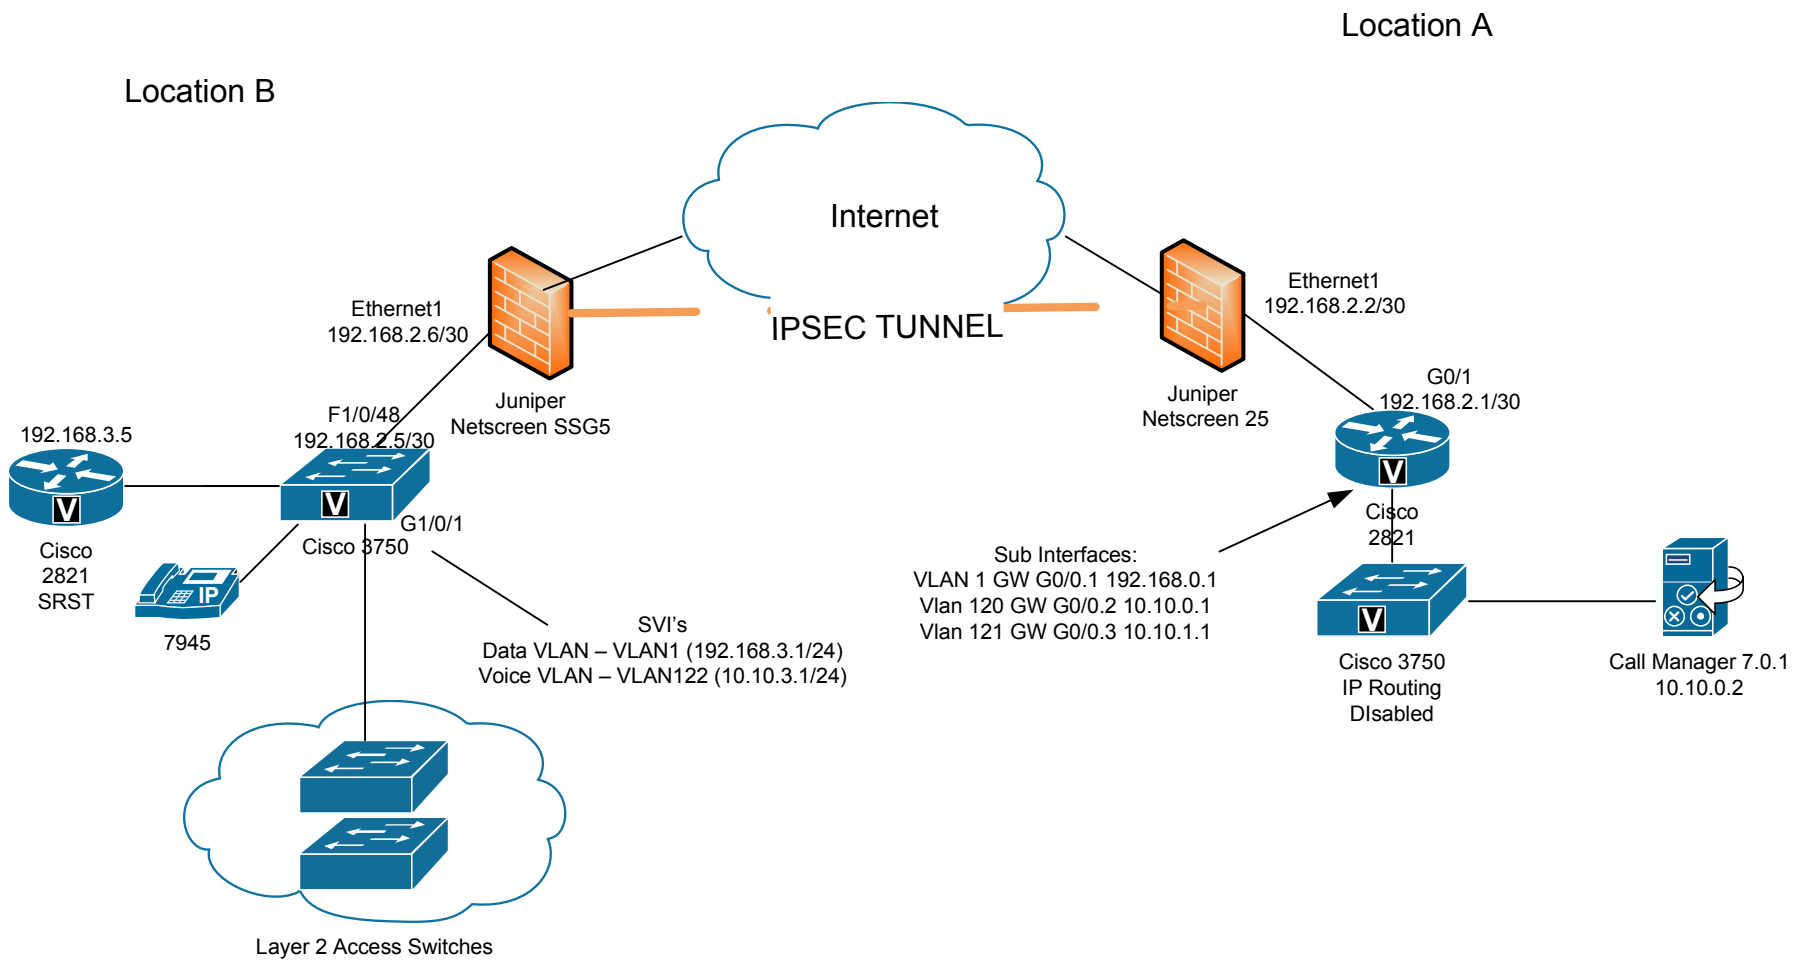 Location A
Location B
Internet
IPSEC TUNNEL
Ethernet1
192.168.2.6/30
Ethernet1
192.168.2.2/30
Juniper
Netscreen SSG5
Juniper
Netscreen 25
G0/1
192.168.2.1/30
F1/0/48
192.168.2.5/30
192.168.3.5
V
V
V
Cisco
2821
SRST
G1/0/1
Cisco 3750
Cisco
2821
IP
7945
Sub Interfaces:
VLAN 1 GW G0/0.1 192.168.0.1
Vlan 120 GW G0/0.2 10.10.0.1
Vlan 121 GW G0/0.3 10.10.1.1
V
SVI's
Data VLAN – VLAN1 (192.168.3.1/24)
Voice VLAN – VLAN122 (10.10.3.1/24)
Cisco 3750
IP Routing
DIsabled
Call Manager 7.0.1
10.10.0.2
Layer 2 Access Switches